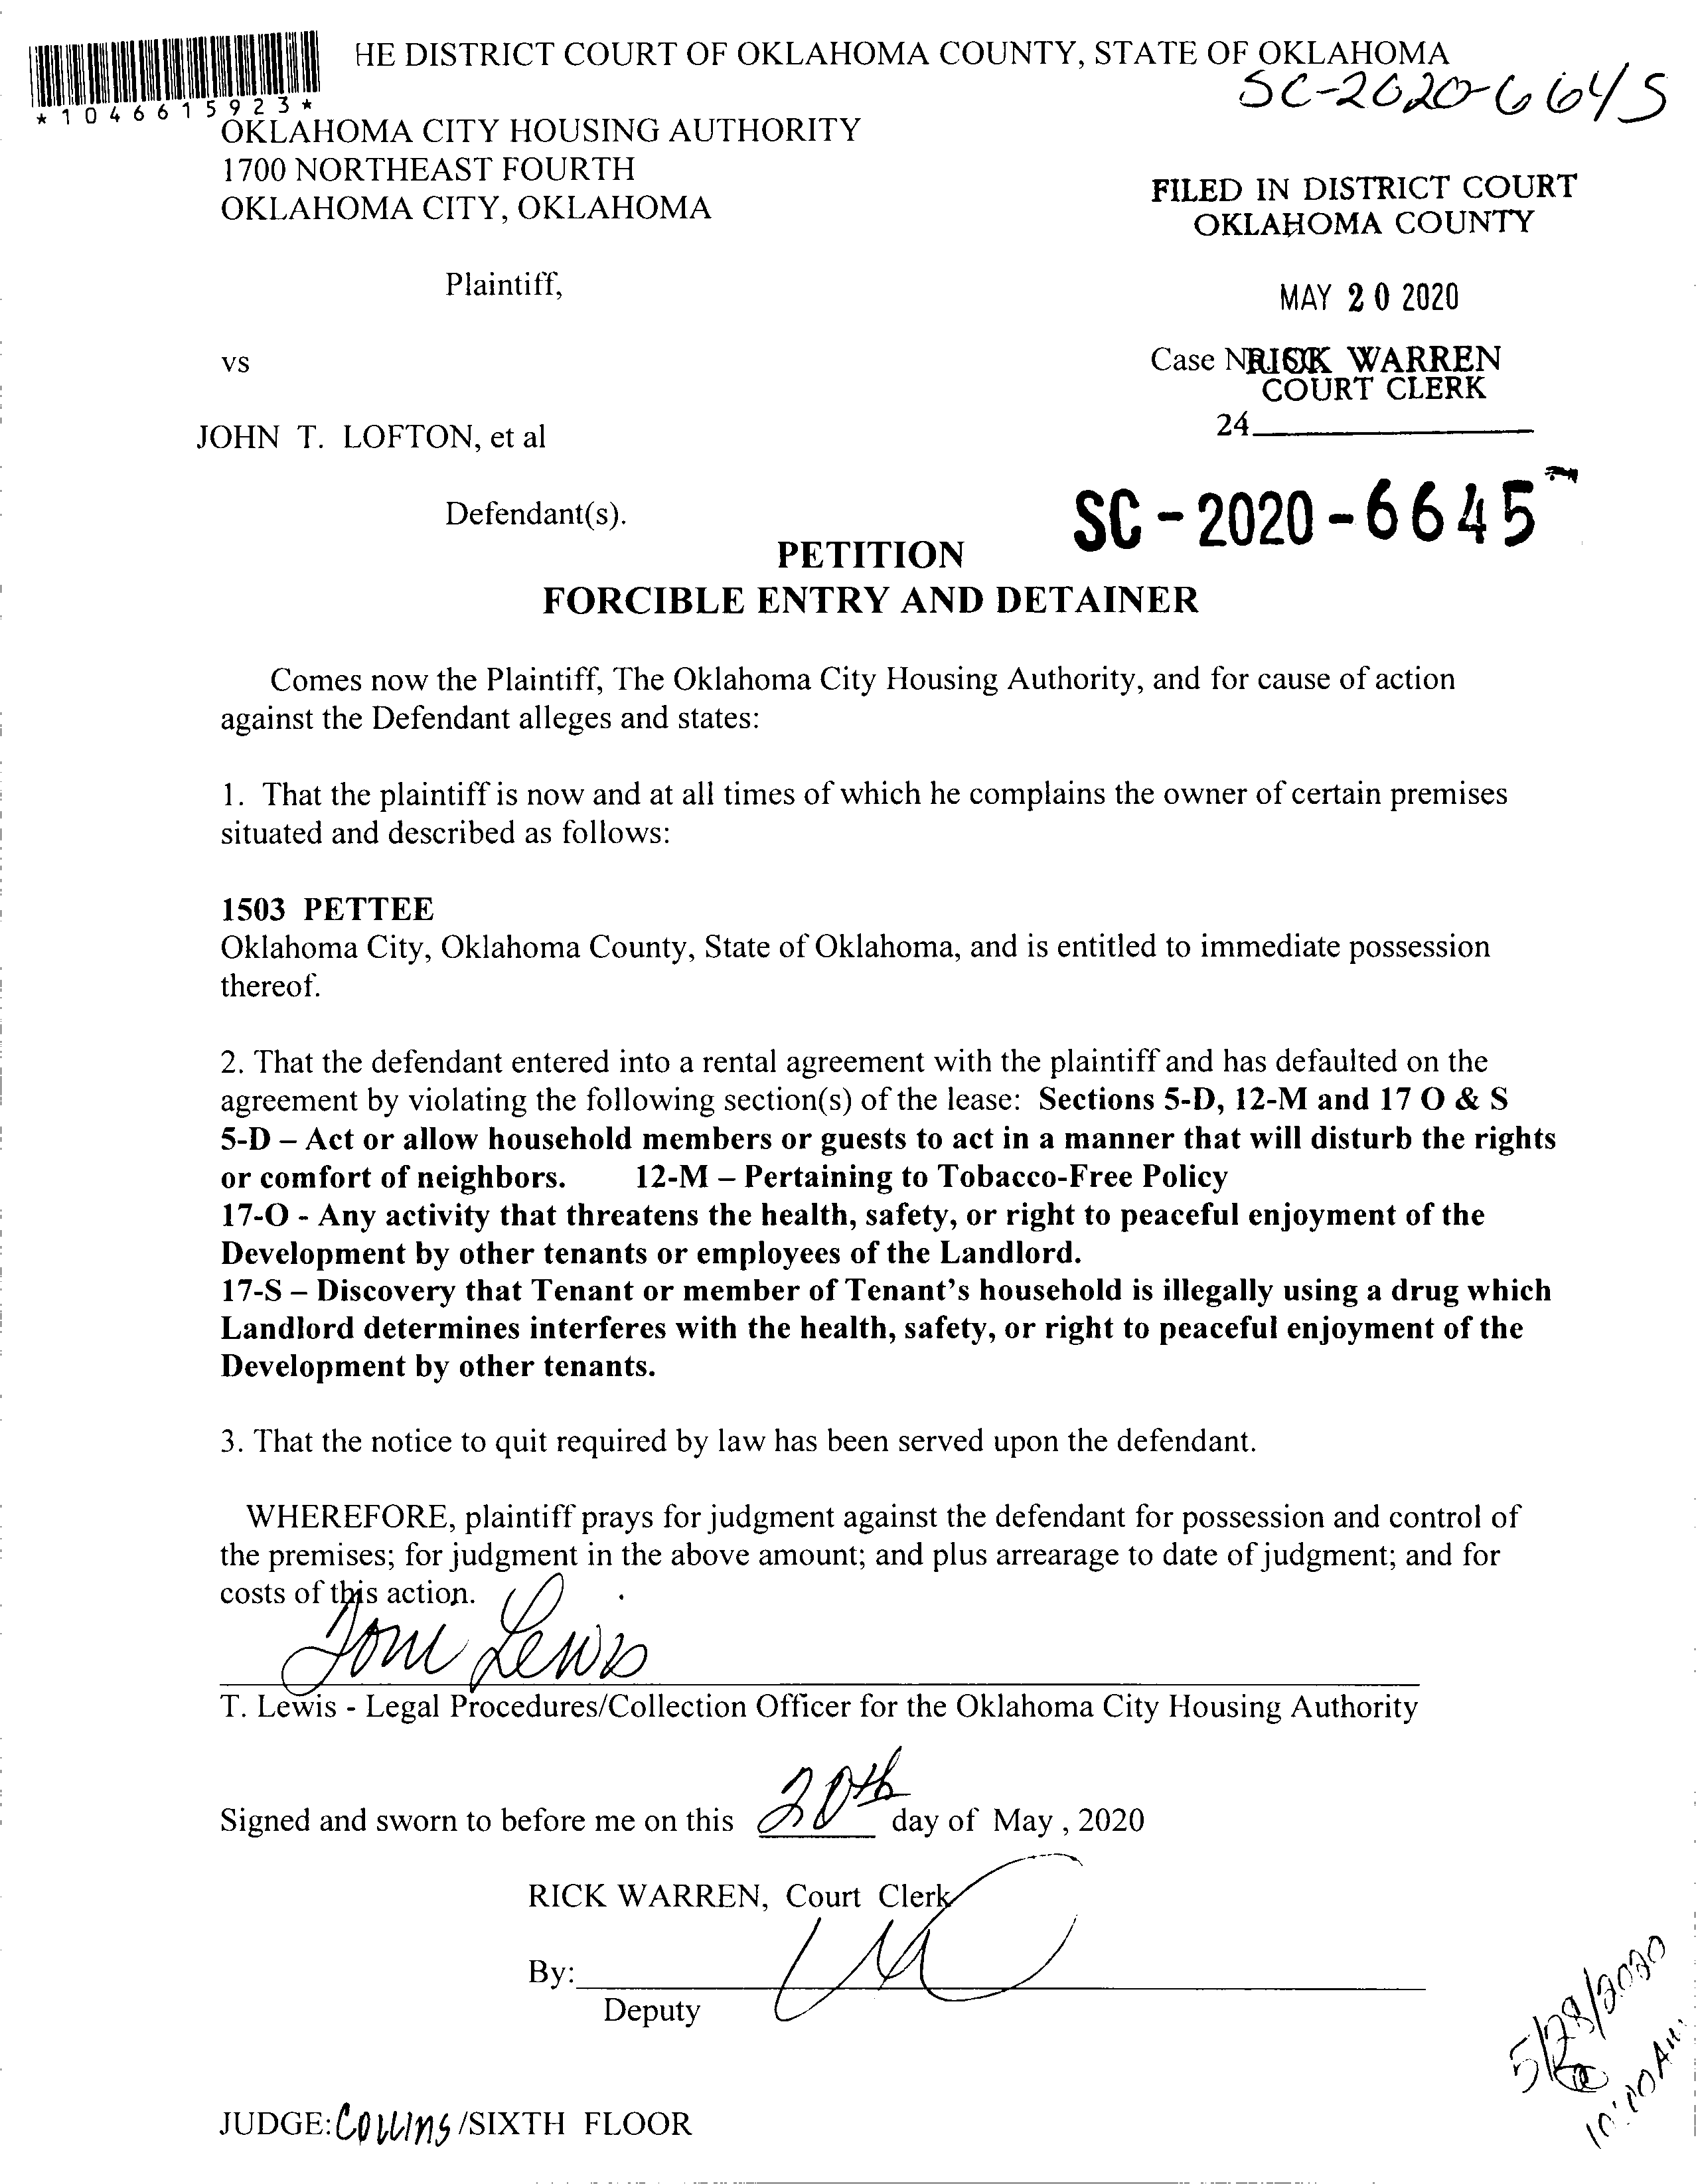 HE DISTRICT COURT OF OKLAHOMA COUNTY, STATE OF OKLAHOMA
*1046615923*
SC-2020-6645
OKLAHOMA CITY HOUSING AUTHORITY
1700 NORTHEAST FOURTH
OKLAHOMA CITY, OKLAHOMA
FILED IN DISTRICT COURT
OKLAHOMA COUNTY
Plaintiff,
MAY 20 2020
vs
Case No
RICK WARREN
COURT CLERK
24
JOHN T. LOFTON, et al
Defendant(s).
SC-2020-6645
PETITION
FORCIBLE ENTRY AND DETAINER
Comes now the Plaintiff, The Oklahoma City Housing Authority, and for cause of action
against the Defendant alleges and states:
1. That the plaintiff is now and at all times of which he complains the owner of certain premises
situated and described as follows:
1503 PETTEE
Oklahoma City, Oklahoma County, State of Oklahoma, and is entitled to immediate possession
thereof.
2. That the defendant entered into a rental agreement with the plaintiff and has defaulted on the
agreement by violating the following section(s) of the lease: Sections 5-D, 12-M and 17 O & S
5-D – Act or allow household members or guests to act in a manner that will disturb the rights
or comfort of neighbors. 12-M – Pertaining to Tobacco-Free Policy
17-O - Any activity that threatens the health, safety, or right to peaceful enjoyment of the
Development by other tenants or employees of the Landlord.
17-S – Discovery that Tenant or member of Tenant's household is illegally using a drug which
Landlord determines interferes with the health, safety, or right to peaceful enjoyment of the
Development by other tenants.
3. That the notice to quit required by law has been served upon the defendant.
WHEREFORE, plaintiff prays for judgment against the defendant for possession and control of
the premises; for judgment in the above amount; and plus arrearage to date of judgment; and for
costs of this action.
Toni Lewis
T. Lewis - Legal Procedures/Collection Officer for the Oklahoma City Housing Authority
Signed and sworn to before me on this 20th day of May , 2020
RICK WARREN, Court Clerk
By:
Deputy
5/28/2020
@
10:00 AM.
JUDGE: Collins /SIXTH FLOOR